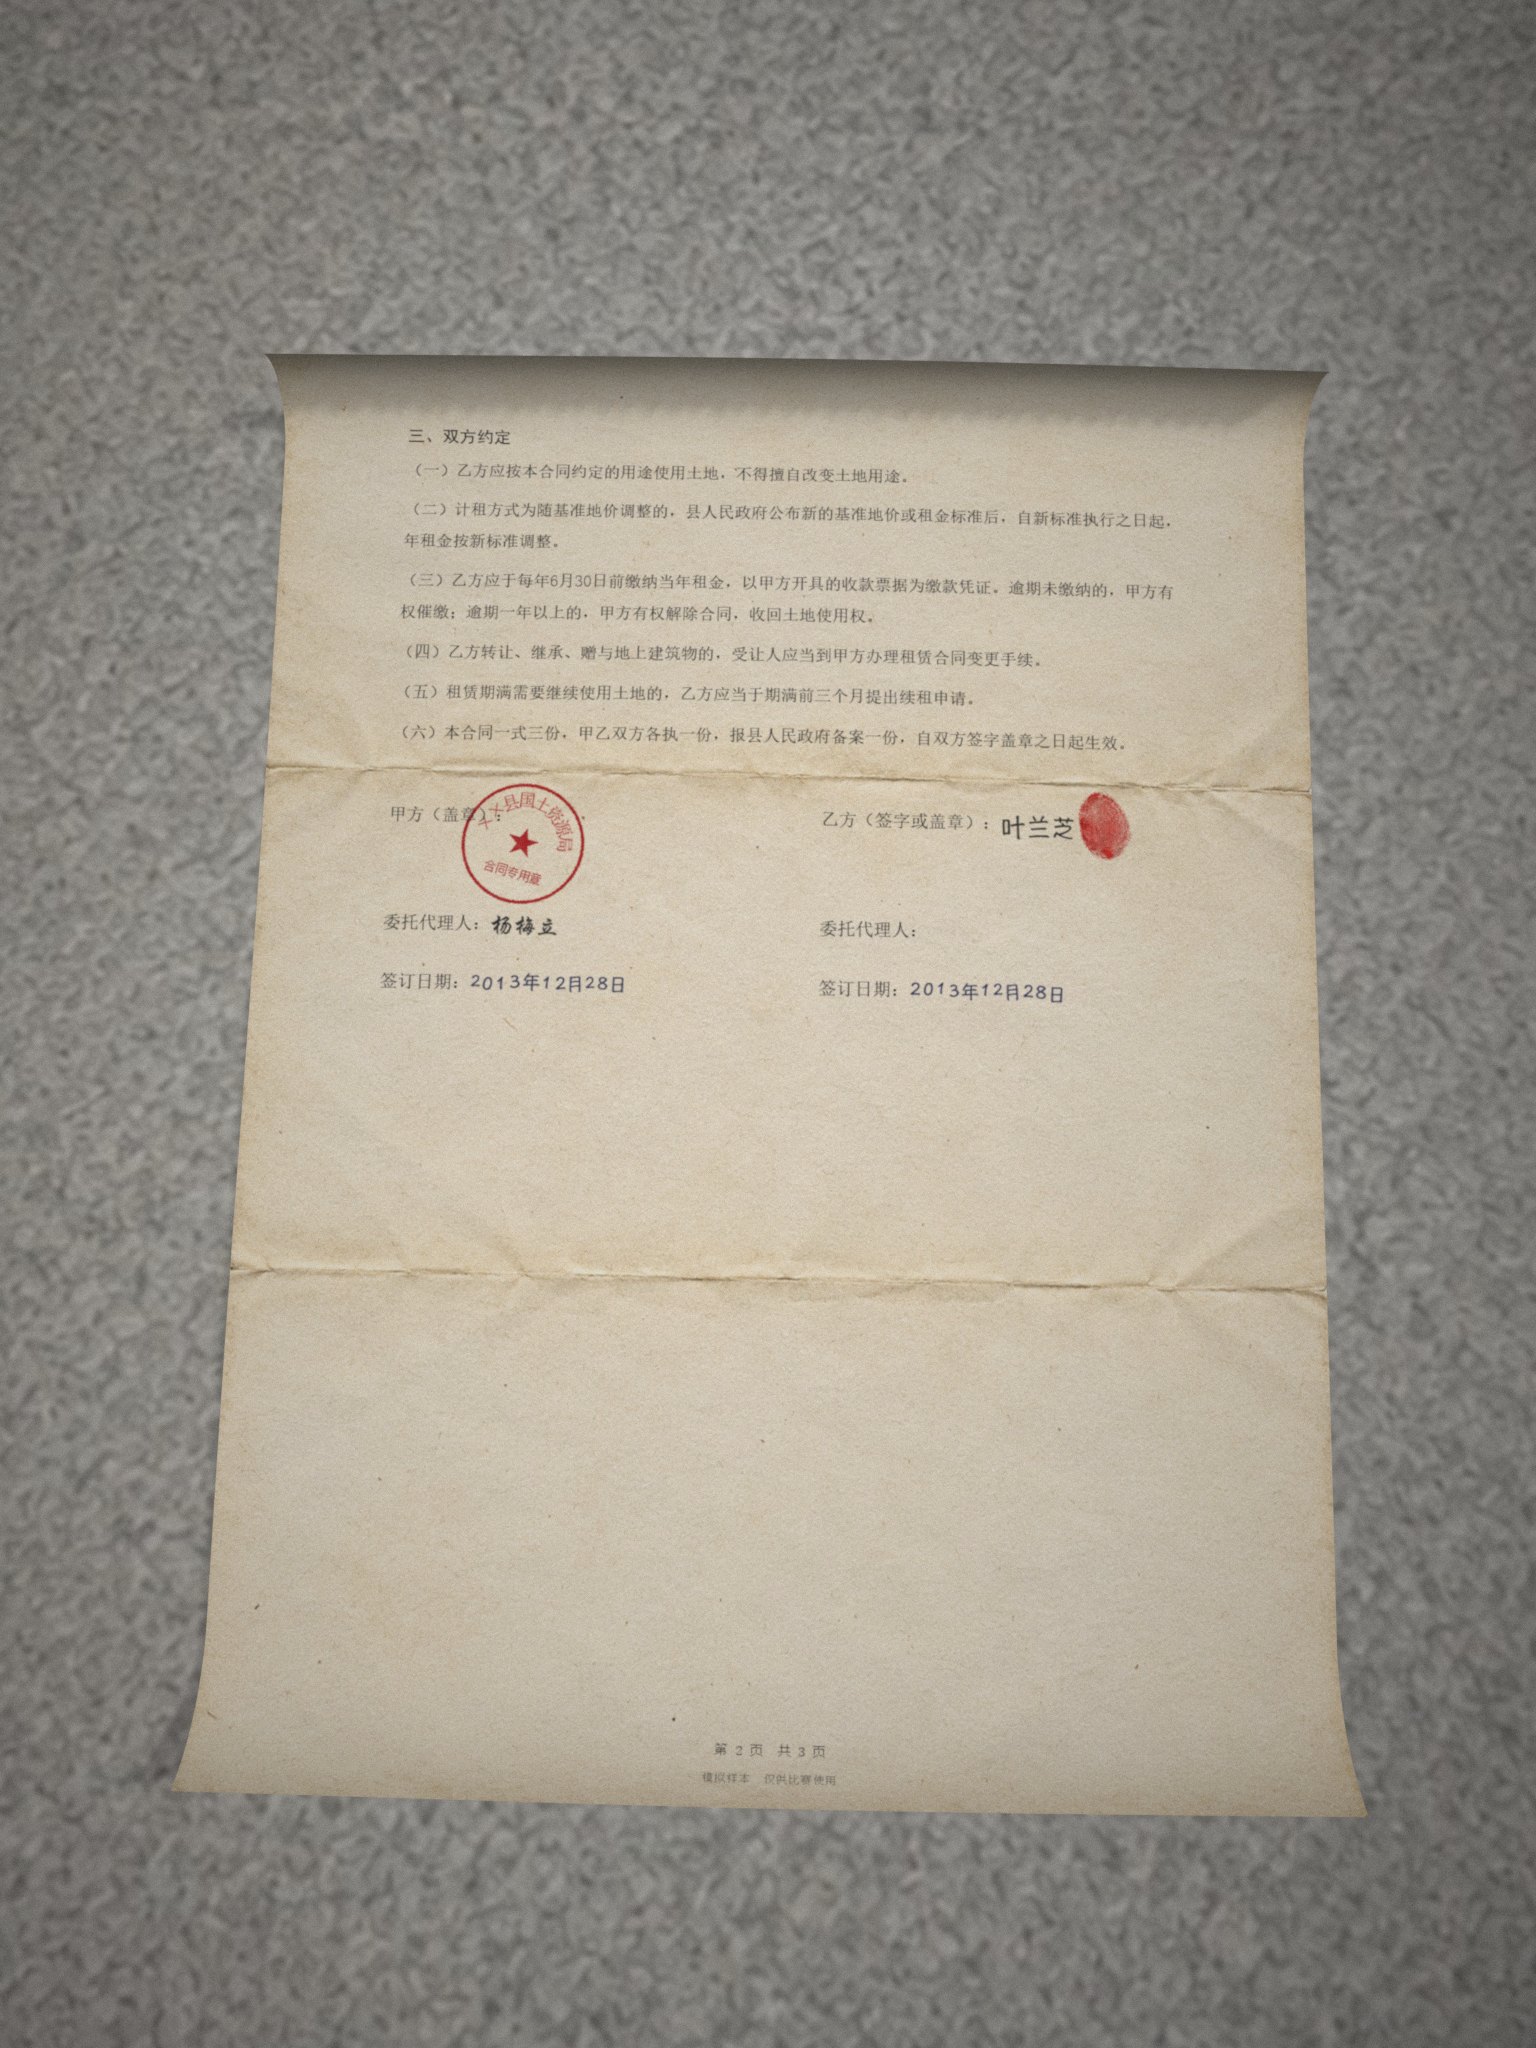 三、双方约定
（一）乙方应按本合同约定的用途使用土地，不得擅自改变土地用途。
（二）计租方式为随基准地价调整的，县人民政府公布新的基准地价或租金标准后，自新标准执行之日起，
年租金按新标准调整。
（三）乙方应于每年6月30日前缴纳当年租金，以甲方开具的收款票据为缴款凭证。逾期未缴纳的，甲方有
权催缴；逾期一年以上的，甲方有权解除合同，收回土地使用权。
（四）乙方转让、继承、赠与地上建筑物的，受让人应当到甲方办理租赁合同变更手续。
（五）租赁期满需要继续使用土地的，乙方应当于期满前三个月提出续租申请。
（六）本合同一式三份，甲乙双方各执一份，报县人民政府备案一份，自双方签字盖章之日起生效。
甲方（盖章）： 乙方（签字或盖章）：叶兰芝
××县国土资源局
合同专用章
委托代理人：杨梅立 委托代理人：
签订日期：2013年12月28日 签订日期：2013年12月28日
第 2 页 共 3 页
模拟样本 仅供比赛使用